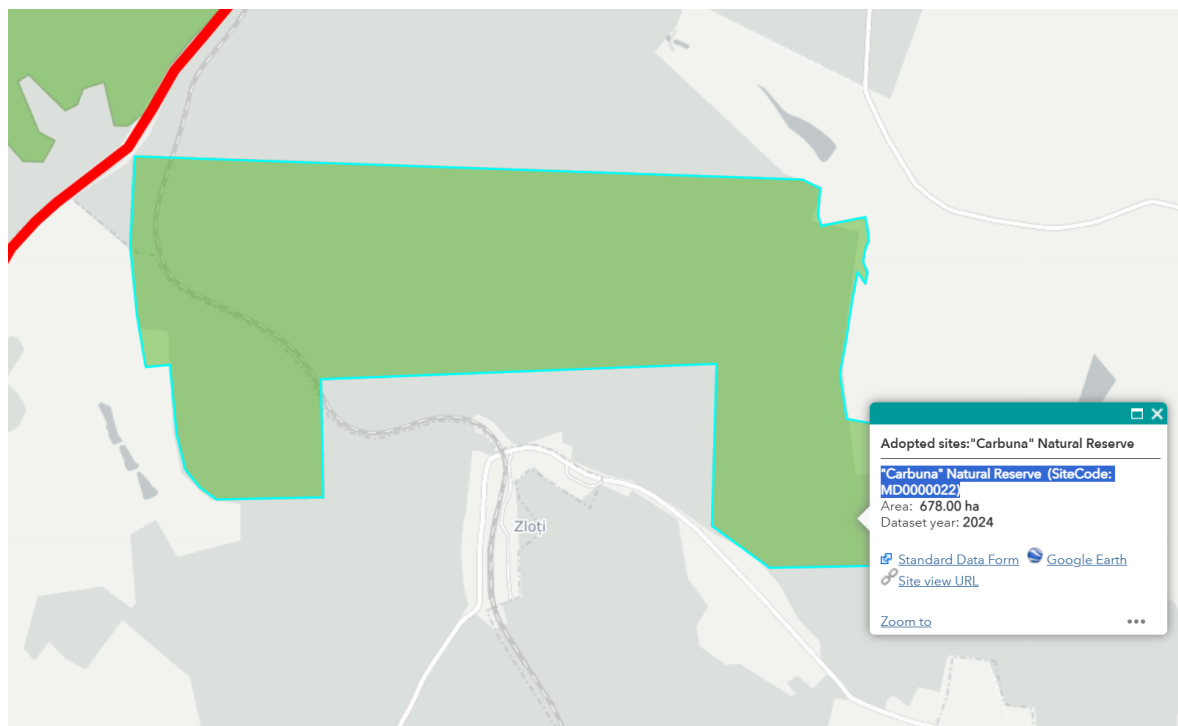 Adopted sites:"Carbuna" Natural Reserve
"Carbuna" Natural Reserve (SiteCode:
MD0000022)
Area: 678.00 ha
Dataset year: 2024
Standard Data Form Google Earth
Site view URL
Zoom to
Zloți